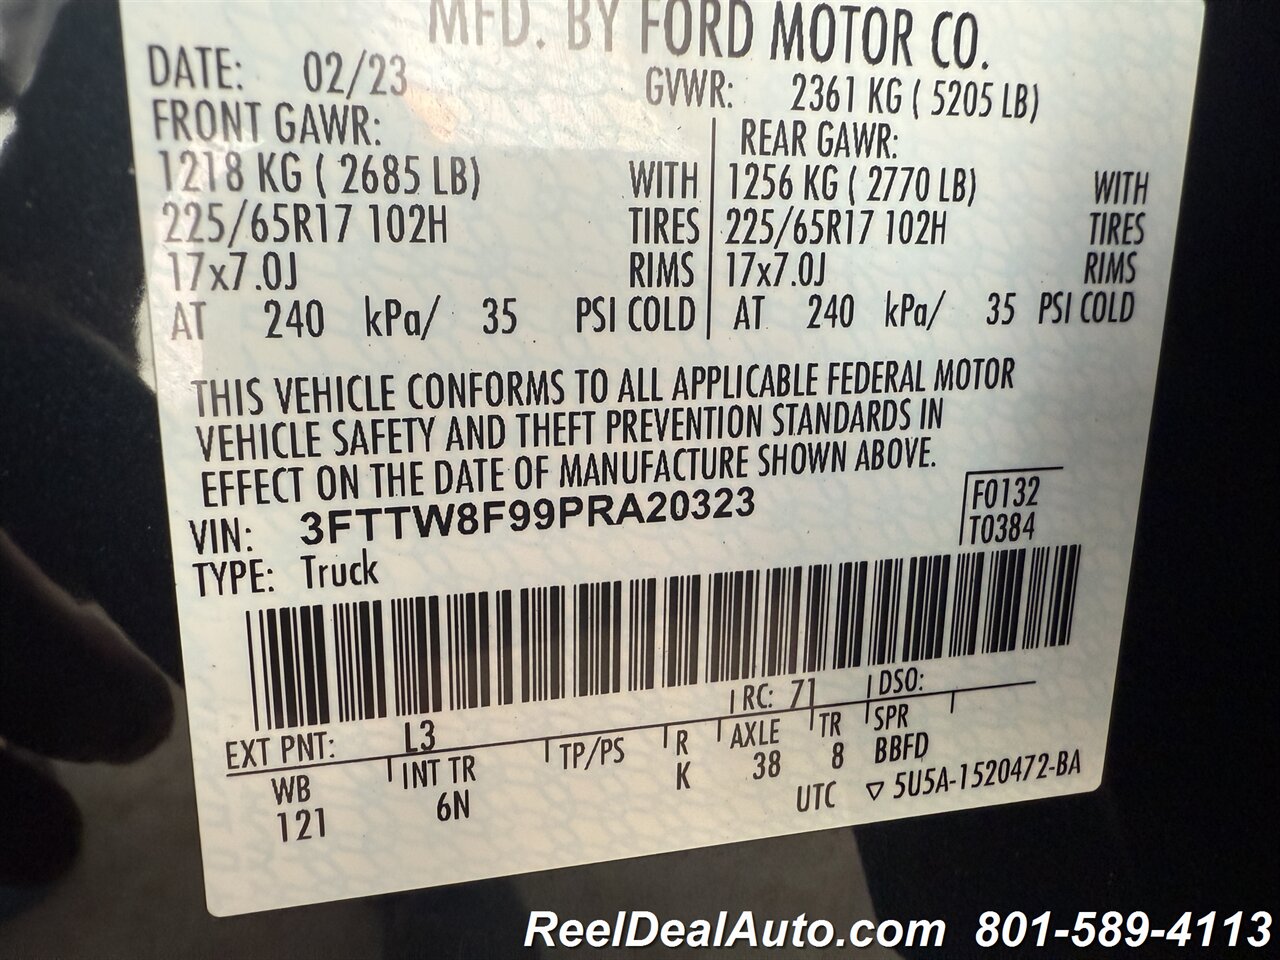 MFD. BY FORD MOTOR CO.
DATE: 02/23 GVWR: 2361 KG ( 5205 LB)
FRONT GAWR: REAR GAWR:
1218 KG ( 2685 LB) WITH 1256 KG ( 2770 LB) WITH
225/65R17 102H TIRES 225/65R17 102H TIRES
17x7.0J RIMS 17x7.0J RIMS
AT 240 kPa/ 35 PSI COLD AT 240 kPa/ 35 PSI COLD
THIS VEHICLE CONFORMS TO ALL APPLICABLE FEDERAL MOTOR
VEHICLE SAFETY AND THEFT PREVENTION STANDARDS IN
EFFECT ON THE DATE OF MANUFACTURE SHOWN ABOVE.
VIN: 3FTTW8F99PRA20323 F0132
TYPE: Truck T0384
EXT PNT: L3 RC: 71 DSO:
WB INT TR TP/PS R AXLE TR SPR
121 6N K 38 8 BBFD
UTC ▽ 5U5A-1520472-BA
ReelDealAuto.com 801-589-4113